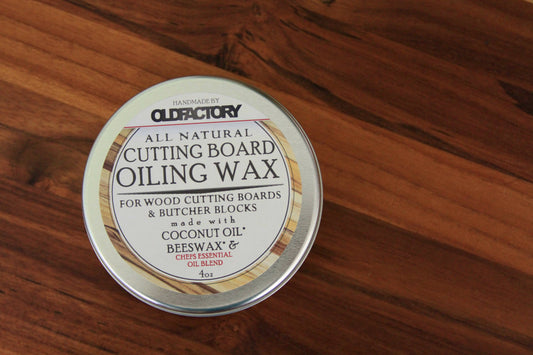 HANDMADE BY
OLDFACTORY
ALL NATURAL
CUTTING BOARD
OILING WAX
FOR WOOD CUTTING BOARDS
& BUTCHER BLOCKS
made with
COCONUT OIL*
BEESWAX* &
CHEFS ESSENTIAL
OIL BLEND
4oz